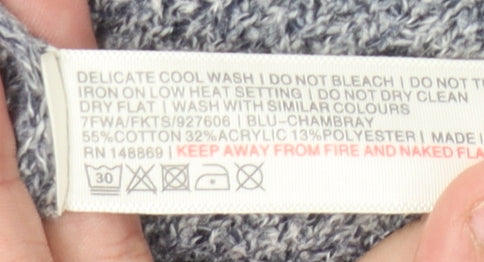 DELICATE COOL WASH | DO NOT BLEACH | DO NOT
IRON ON LOW HEAT SETTING | DO NOT DRY CLEAN
DRY FLAT | WASH WITH SIMILAR COLOURS
7FWA/FKTS/927606 | BLU-CHAMBRAY
55%COTTON 32%ACRYLIC 13%POLYESTER | MADE
RN 148869 | KEEP AWAY FROM FIRE AND NAKED
30